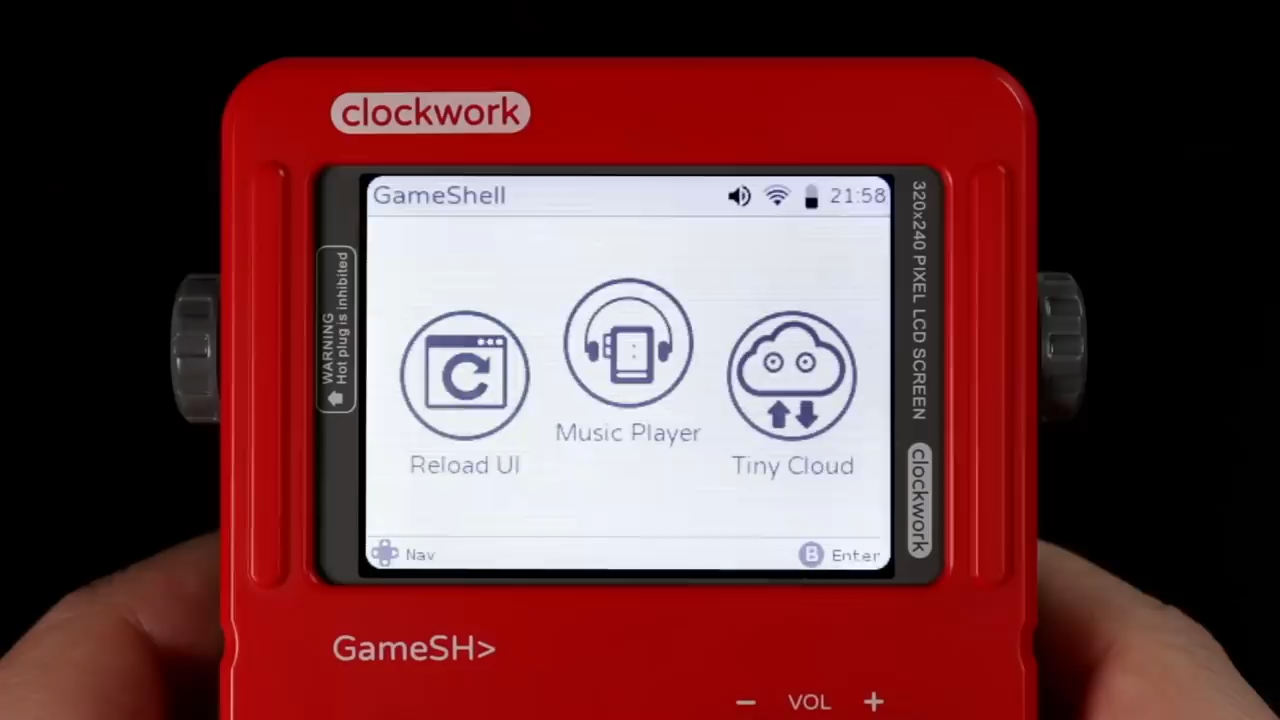 clockwork
GameShell
21:58
WARNING
Hot plug is inhibited
320x240 PIXEL LCD SCREEN
clockwork
Reload UI
Music Player
Tiny Cloud
Nav
B Enter
GameSH>
- VOL +